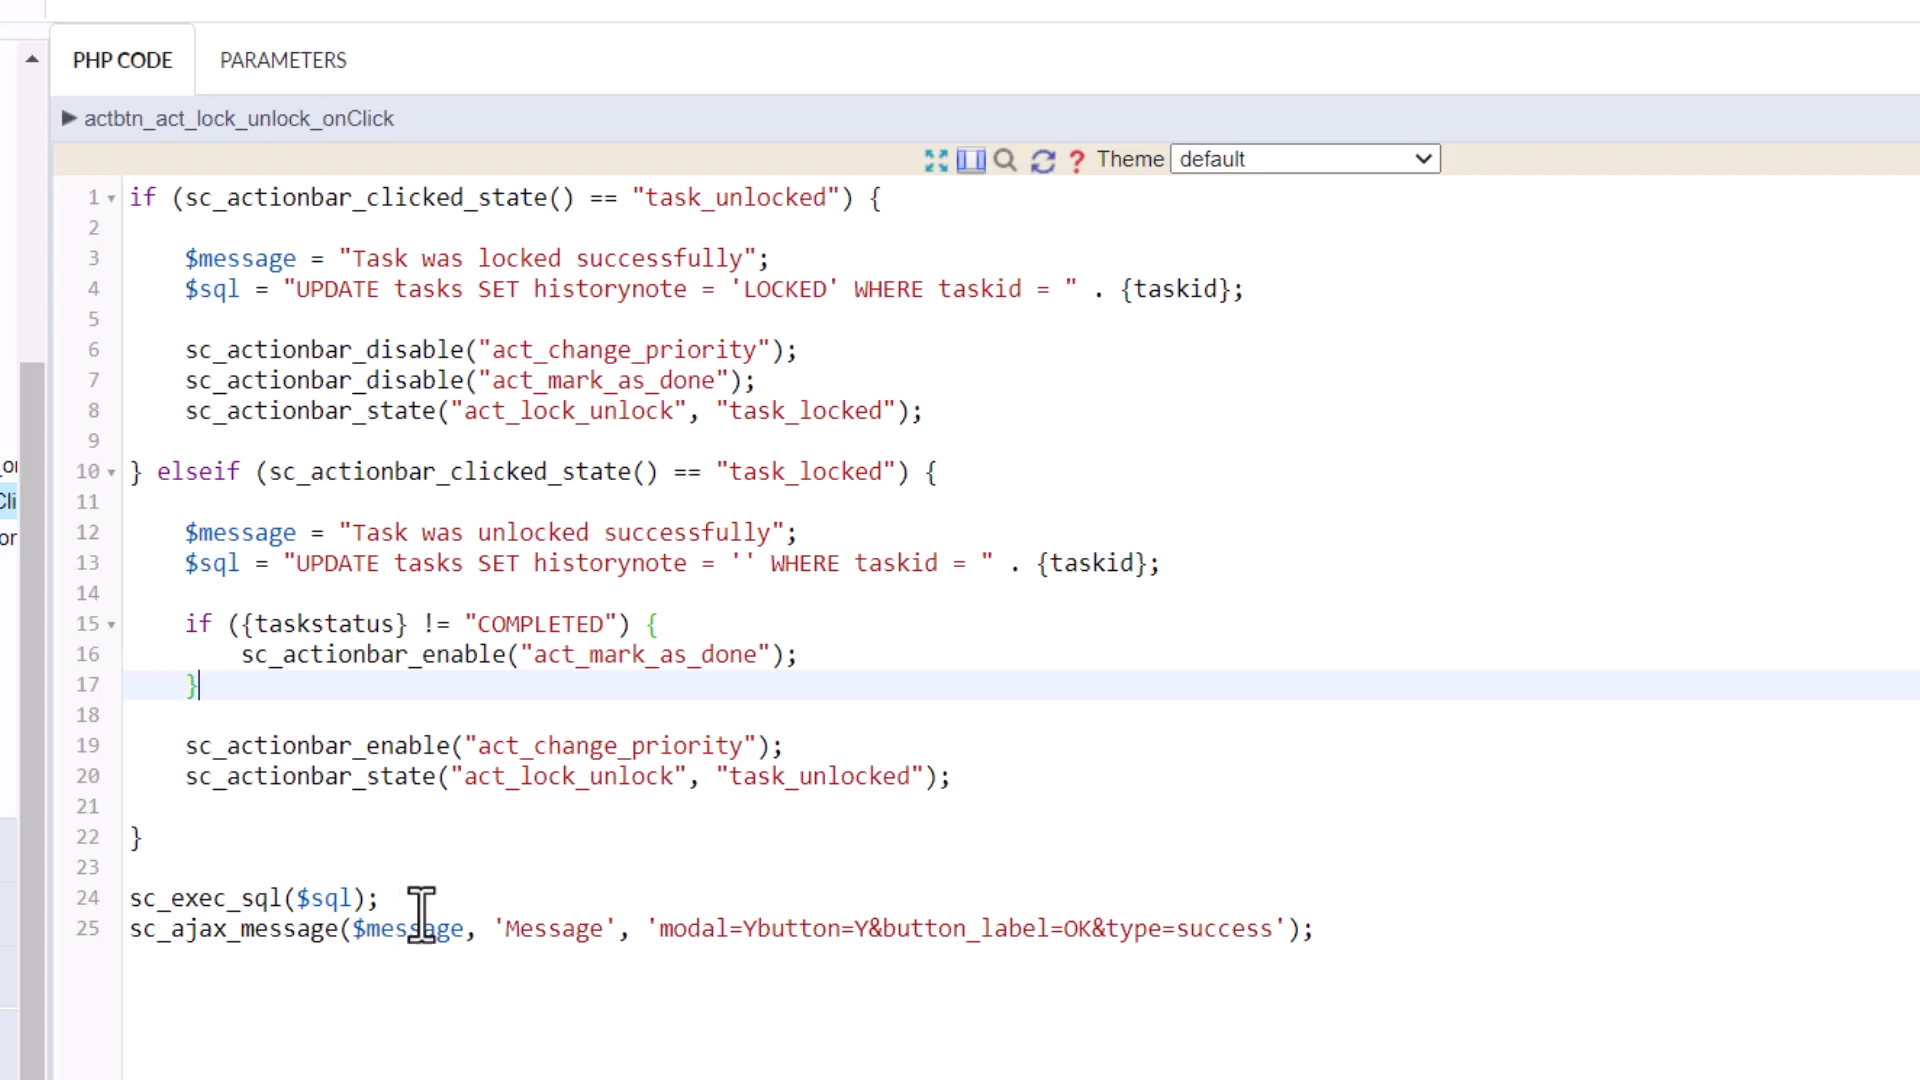 PHP CODE PARAMETERS
actbtn_act_lock_unlock_onClick
Theme default
1 if (sc_actionbar_clicked_state() == "task_unlocked") {
2
3 $message = "Task was locked successfully";
4 $sql = "UPDATE tasks SET historynote = 'LOCKED' WHERE taskid = " . {taskid};
5
6 sc_actionbar_disable("act_change_priority");
7 sc_actionbar_disable("act_mark_as_done");
8 sc_actionbar_state("act_lock_unlock", "task_locked");
9
10 } elseif (sc_actionbar_clicked_state() == "task_locked") {
11
12 $message = "Task was unlocked successfully";
13 $sql = "UPDATE tasks SET historynote = '' WHERE taskid = " . {taskid};
14
15 if ({taskstatus} != "COMPLETED") {
16 sc_actionbar_enable("act_mark_as_done");
17 }
18
19 sc_actionbar_enable("act_change_priority");
20 sc_actionbar_state("act_lock_unlock", "task_unlocked");
21
22 }
23
24 sc_exec_sql($sql);
25 sc_ajax_message($message, 'Message', 'modal=Ybutton=Y&button_label=OK&type=success');